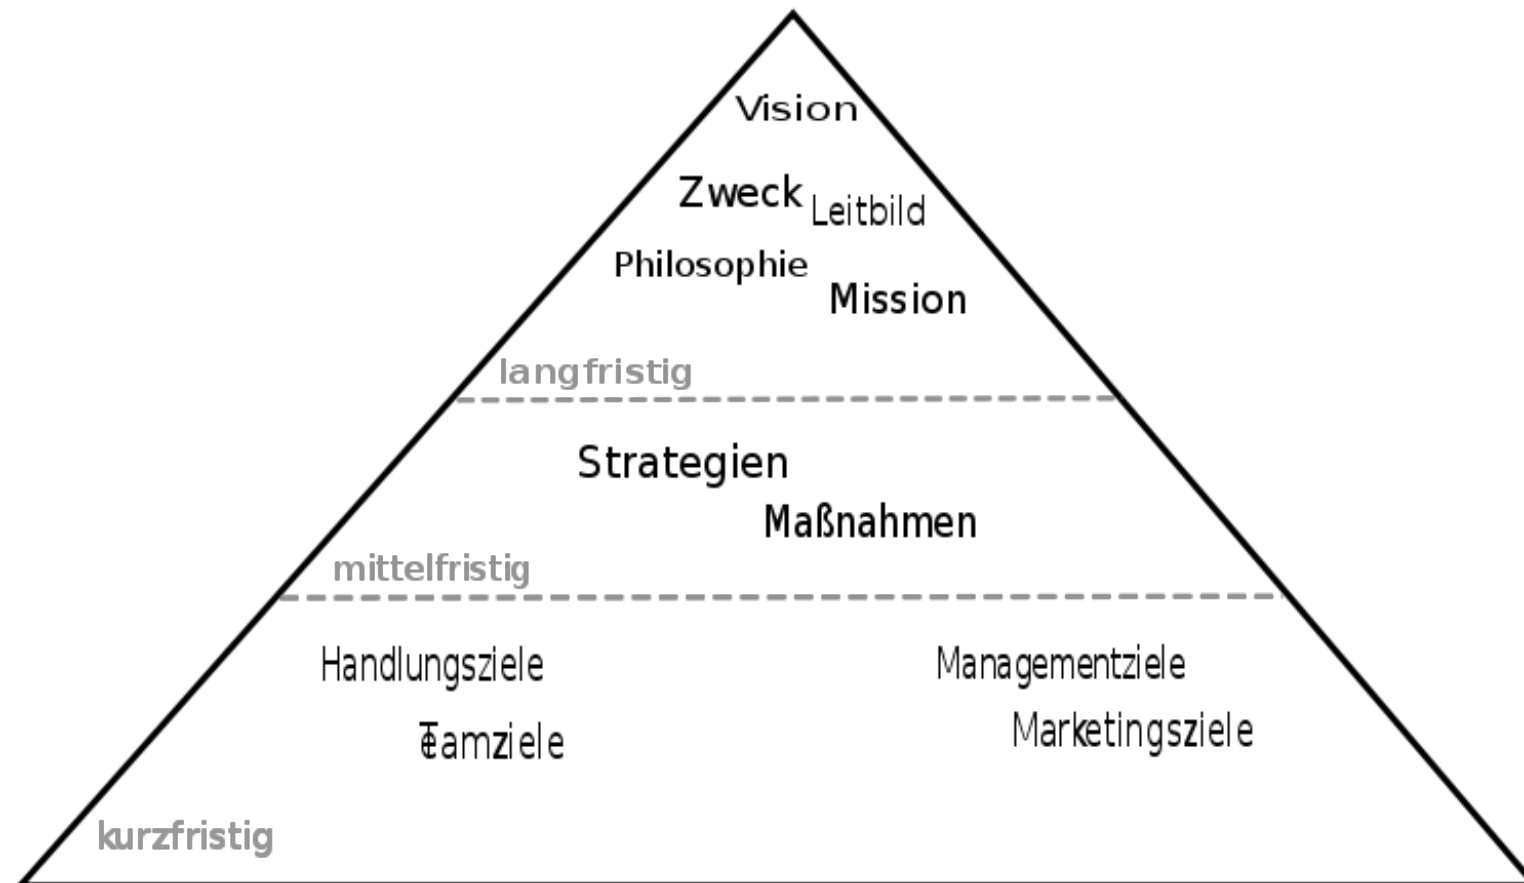 Vision
Zweck
Leitbild
Philosophie
Mission
langfristig
Strategien
Maßnahmen
mittelfristig
Handlungsziele
Managementziele
Teamziele
Marketingsziele
kurzfristig